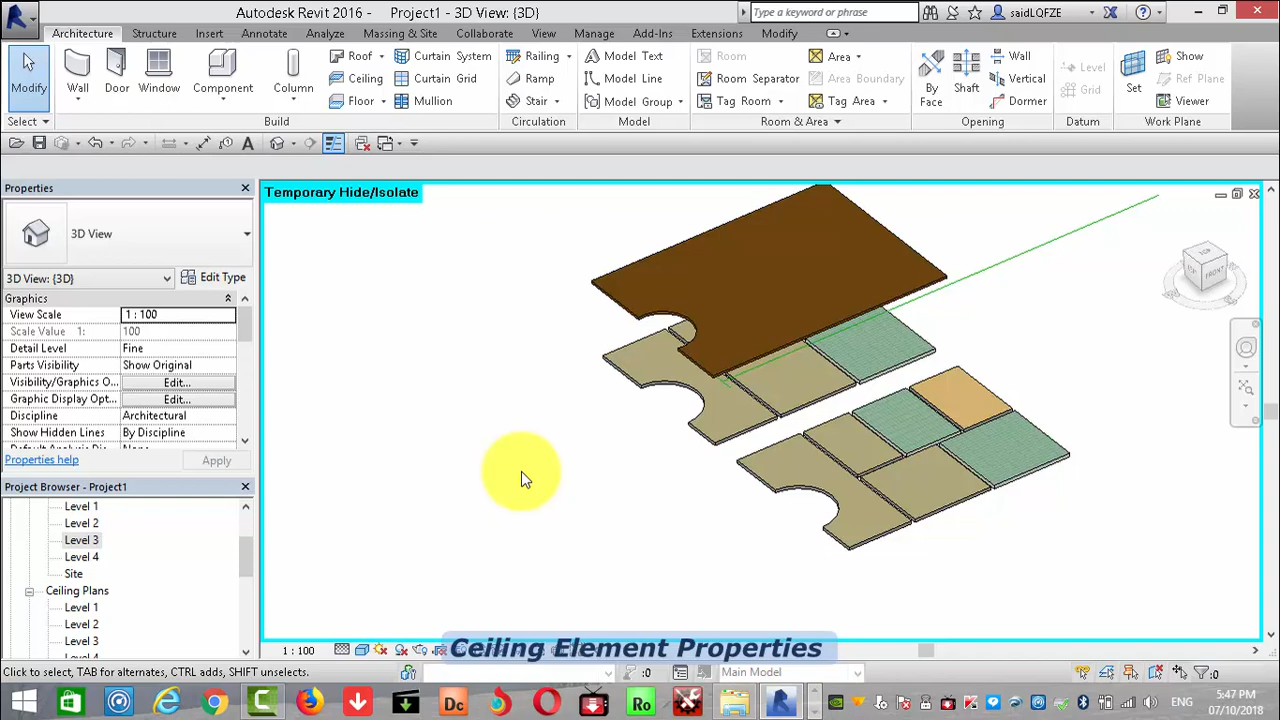 Autodesk Revit 2016 - Project1 - 3D View: {3D}
Type a keyword or phrase
saidLQFZE
Architecture Structure Insert Annotate Analyze Massing & Site Collaborate View Manage Add-Ins Extensions Modify
Modify
Wall
Door
Window
Component
Column
Roof
Ceiling
Floor
Curtain System
Curtain Grid
Mullion
Railing
Ramp
Stair
Model Text
Model Line
Model Group
Room
Room Separator
Tag Room
Area
Area Boundary
Tag Area
By
Face
Shaft
Wall
Vertical
Dormer
Level
Grid
Set
Show
Ref Plane
Viewer
Select Build Circulation Model Room & Area Opening Datum Work Plane
Properties
3D View
3D View: {3D} Edit Type
Graphics
View Scale 1 : 100
Scale Value 1: 100
Detail Level Fine
Parts Visibility Show Original
Visibility/Graphics O... Edit...
Graphic Display Opt... Edit...
Discipline Architectural
Show Hidden Lines By Discipline
Properties help Apply
Project Browser - Project1
Level 1
Level 2
Level 3
Level 4
Site
Ceiling Plans
Level 1
Level 2
Level 3
Level 4
Temporary Hide/Isolate
TOP
FRONT
1 : 100
Ceiling Element Properties
Click to select, TAB for alternates, CTRL adds, SHIFT unselects.
:0
Main Model
:0
Dc
Ro
ENG
5:47 PM
07/10/2018